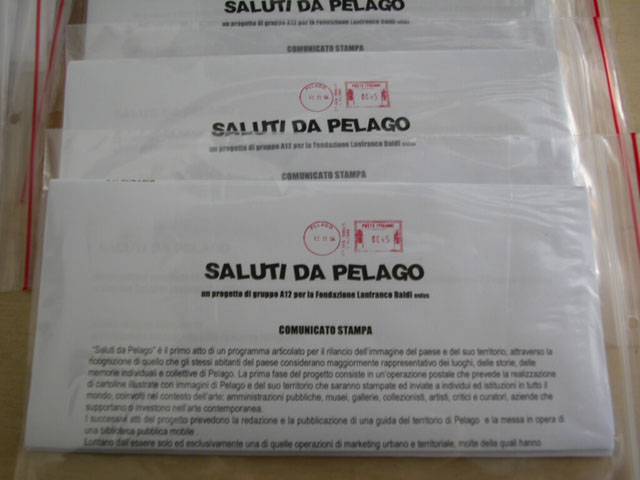 SALUTI DA PELAGO
un progetto di gruppo A12 per la Fondazione Lanfranco Baldi onlus
COMUNICATO STAMPA
PELAGO
POSTE ITALIANE
0045
SALUTI DA PELAGO
un progetto di gruppo A12 per la Fondazione Lanfranco Baldi onlus
COMUNICATO STAMPA
PELAGO
POSTE ITALIANE
0045
SALUTI DA PELAGO
un progetto di gruppo A12 per la Fondazione Lanfranco Baldi onlus
COMUNICATO STAMPA
"Saluti da Pelago" è il primo atto di un programma articolato per il rilancio dell'immagine del paese e del suo territorio, attraverso la
ricognizione di quello che gli stessi abitanti del paese considerano maggiormente rappresentativo dei luoghi, delle storie, delle
memorie individuali e collettive di Pelago. La prima fase del progetto consiste in un'operazione postale che prevede la realizzazione
di cartoline illustrate con immagini di Pelago e del suo territorio che saranno stampate ed inviate a individui ed istituzioni in tutto il
mondo, coinvolti nel contesto dell'arte: amministrazioni pubbliche, musei, gallerie, collezionisti, artisti, critici e curatori, aziende che
supportano o investono nell'arte contemporanea.
I successivi atti del progetto prevedono la redazione e la pubblicazione di una guida del territorio di Pelago e la messa in opera di
una biblioteca pubblica mobile
Lontano dall'essere solo ed esclusivamente una di quelle operazioni di marketing urbano e territoriale, molte delle quali hanno